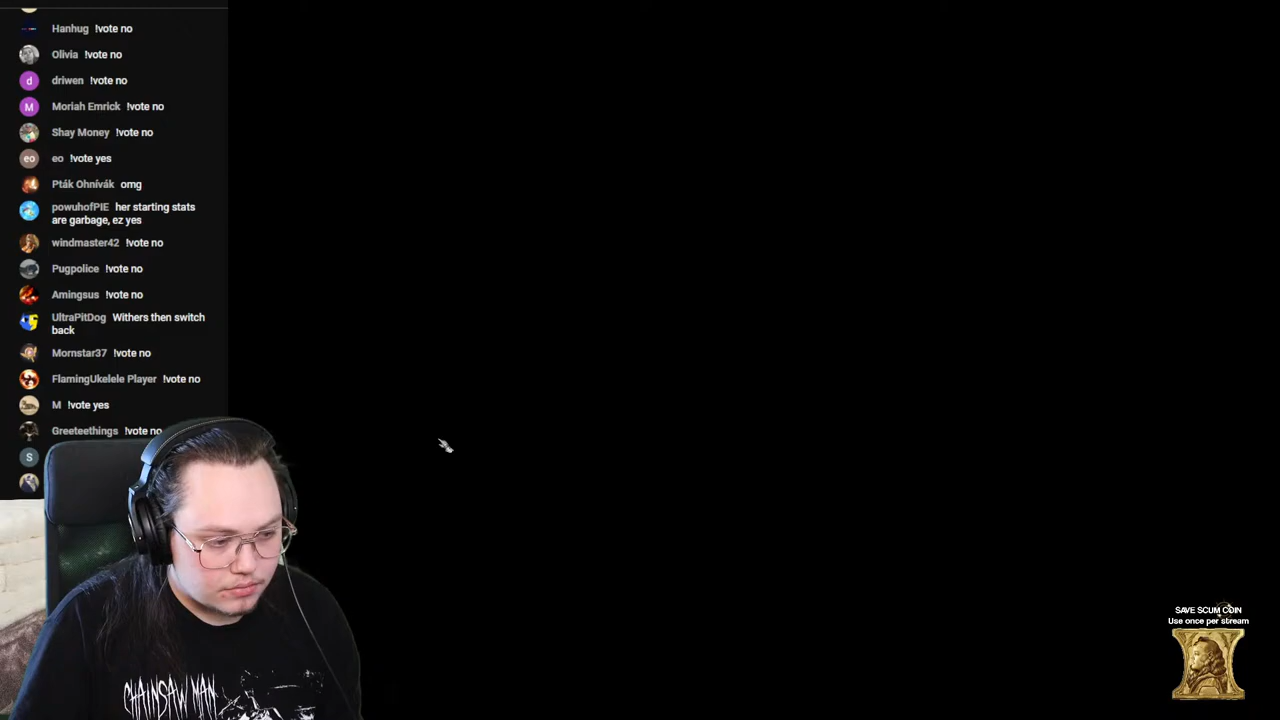 Hanhug !vote no
Olivia !vote no
d driwen !vote no
M Moriah Emrick !vote no
Shay Money !vote no
eo eo !vote yes
Pták Ohnívák omg
powuhofPIE her starting stats
are garbage, ez yes
windmaster42 !vote no
Pugpolice !vote no
Amingsus !vote no
UltraPitDog Withers then switch
back
Mornstar37 !vote no
FlamingUkelele Player !vote no
M !vote yes
Greeteethings !vote no
S
CHAINSAW MAN
SAVE SCUM COIN
Use once per stream